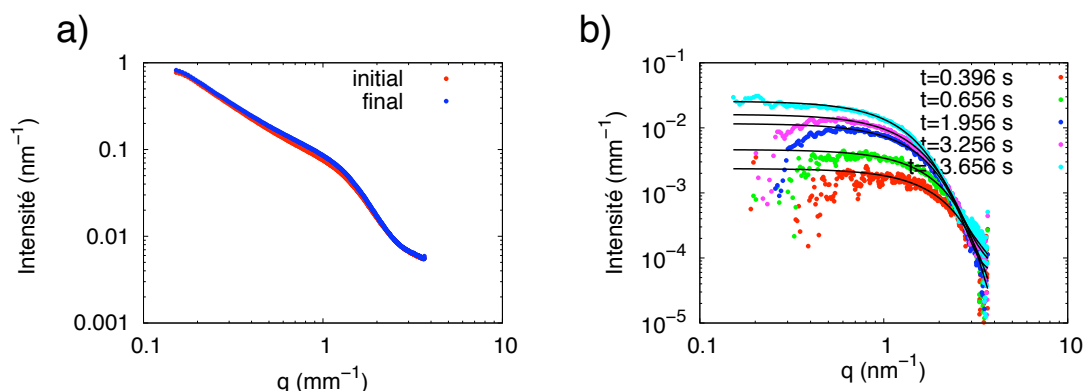 a)
1
0.1
0.01
0.001
0.1
1
10
Intensité (nm⁻¹)
q (mm⁻¹)
initial
final
b)
10⁻¹
10⁻²
10⁻³
10⁻⁴
10⁻⁵
0.1
1
10
Intensité (mm⁻¹)
q (nm⁻¹)
t=0.396 s
t=0.656 s
t=1.956 s
t=3.256 s
3.656 s